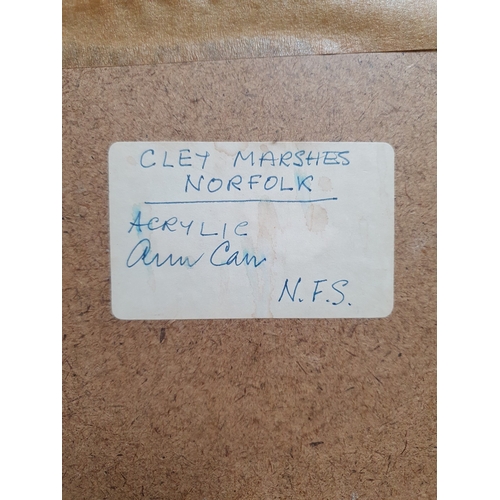 CLEY MARSHES
NORFOLK
ACRYLIC
Ann Carr
N.F.S.